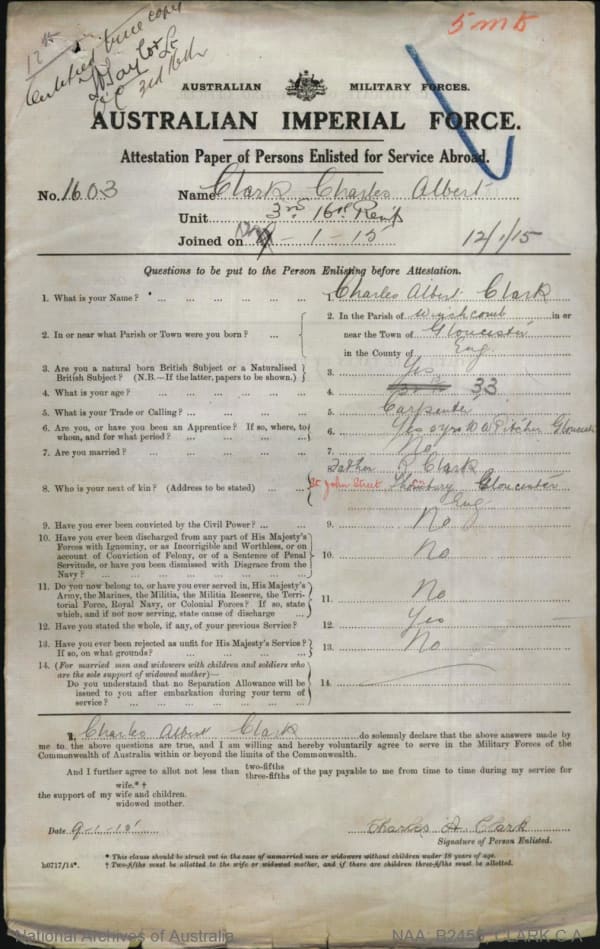 5 MD
12th
Certified true copy
Taylor Lt
O/C 3rd 16th
AUSTRALIAN MILITARY FORCES.
AUSTRALIAN IMPERIAL FORCE.
Attestation Paper of Persons Enlisted for Service Abroad.
No. 1603 Name Clark Charles Albert
Unit 3rd 16th Reinf
Joined on - 1 - 15 12/1/15
Questions to be put to the Person Enlisting before Attestation.
1. What is your Name? ... 1. Charles Albert Clark
2. In or near what Parish or Town were you born? ... 2. In the Parish of Winchcomb in or
near the Town of Gloucester
in the County of Eng
3. Are you a natural born British Subject or a Naturalised
British Subject? (N.B.—If the latter, papers to be shown.) 3. Yes
4. What is your age? ... 4. 33
5. What is your Trade or Calling? ... 5. Carpenter
6. Are you, or have you been an Apprentice? If so, where, to
whom, and for what period? ... 6. Yes 6 yrs W. A. Pitcher Gloucester
7. Are you married? ... 7. No
Father R. Clark
8. Who is your next of kin? (Address to be stated) ... 8. St John Street Gloucester
Eng
9. Have you ever been convicted by the Civil Power? ... 9. No
10. Have you ever been discharged from any part of His Majesty's
Forces with Ignominy, or as Incorrigible and Worthless, or on
account of Conviction of Felony, or of a Sentence of Penal
Servitude, or have you been dismissed with Disgrace from the
Navy? ... 10. No
11. Do you now belong to, or have you ever served in, His Majesty's
Army, the Marines, the Militia, the Militia Reserve, the Terri-
torial Force, Royal Navy, or Colonial Forces? If so, state
which, and if not now serving, state cause of discharge ... 11. No
12. Have you stated the whole, if any, of your previous Service? 12. Yes
13. Have you ever been rejected as unfit for His Majesty's Service?
If so, on what grounds? ... 13. No
14. (For married men and widowers with children and soldiers who
are the sole support of widowed mother)—
Do you understand that no Separation Allowance will be
issued to you after embarkation during your term of
service? ... 14.
I, Charles Albert Clark do solemnly declare that the above answers made by
me to the above questions are true, and I am willing and hereby voluntarily agree to serve in the Military Forces of the
Commonwealth of Australia within or beyond the limits of the Commonwealth.
And I further agree to allot not less than two-fifths three-fifths of the pay payable to me from time to time during my service for
wife.* †
the support of my wife and children.
widowed mother.
Date 9-1-15 Charles A. Clark
Signature of Person Enlisted.
* This clause should be struck out in the case of unmarried men or widowers without children under 18 years of age.
b0717/14*. † Two-fifths must be allotted to the wife or widowed mother, and if there are children three-fifths must be allotted.
National Archives of Australia NAA: B2455, CLARK C A